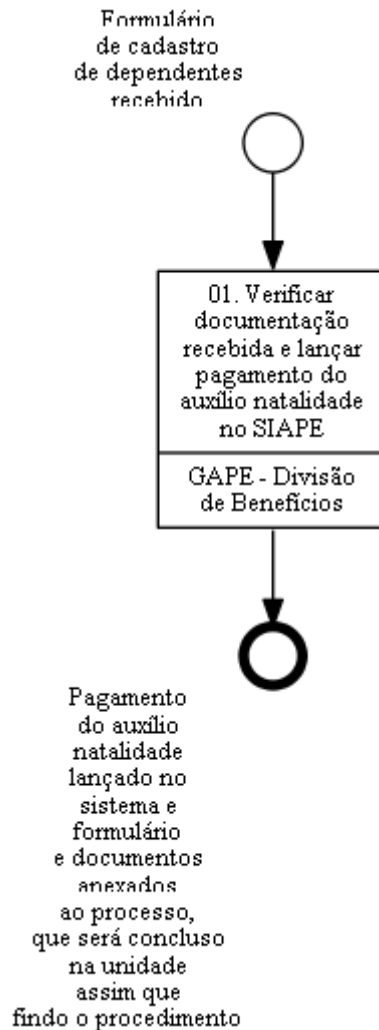 Formulário
de cadastro
de dependentes
recebido
01. Verificar
documentação
recebida e lançar
pagamento do
auxílio natalidade
no SIAPE
GAPE - Divisão
de Benefícios
Pagamento
do auxílio
natalidade
lançado no
sistema e
formulário
e documentos
anexados
ao processo,
que será concluso
na unidade
assim que
findo o procedimento